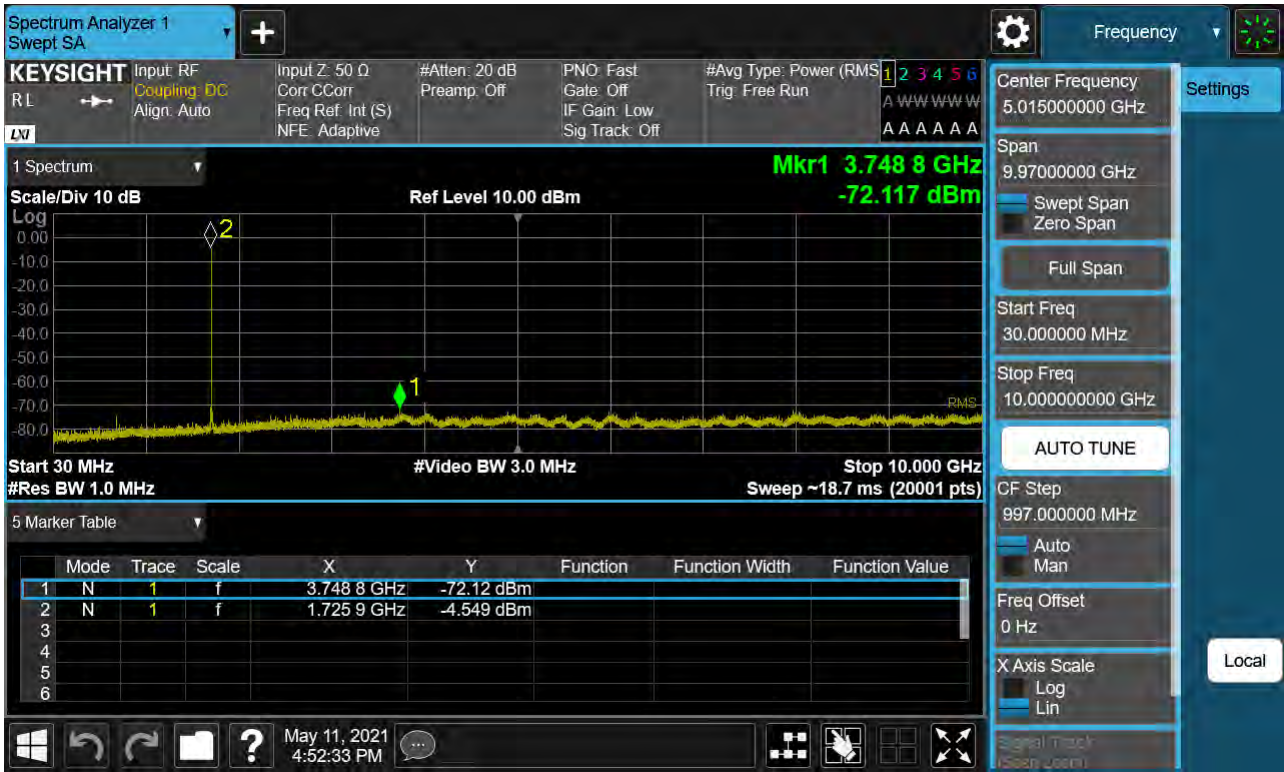 Spectrum Analyzer 1
Swept SA
+
Frequency
KEYSIGHT
RL
LXI
Input: RF
Coupling: DC
Align: Auto
Input Z: 50 Ω
Corr CCorr
Freq Ref: Int (S)
NFE: Adaptive
#Atten: 20 dB
Preamp: Off
PNO: Fast
Gate: Off
IF Gain: Low
Sig Track: Off
#Avg Type: Power (RMS
Trig: Free Run
1 2 3 4 5 6
A W W W W W
A A A A A A
1 Spectrum
Mkr1 3.748 8 GHz
-72.117 dBm
Scale/Div 10 dB
Ref Level 10.00 dBm
Log
0.00
-10.0
-20.0
-30.0
-40.0
-50.0
-60.0
-70.0
-80.0
2
1
RMS
Start 30 MHz
#Video BW 3.0 MHz
Stop 10.000 GHz
#Res BW 1.0 MHz
Sweep ~18.7 ms (20001 pts)
5 Marker Table
Mode Trace Scale X Y Function Function Width Function Value
1 N 1 f 3.748 8 GHz -72.12 dBm
2 N 1 f 1.725 9 GHz -4.549 dBm
3
4
5
6
May 11, 2021
4:52:33 PM
Center Frequency
5.015000000 GHz
Span
9.97000000 GHz
Swept Span
Zero Span
Full Span
Start Freq
30.000000 MHz
Stop Freq
10.000000000 GHz
AUTO TUNE
CF Step
997.000000 MHz
Auto
Man
Freq Offset
0 Hz
X Axis Scale
Log
Lin
Signal Track
(Span Zoom)
Settings
Local